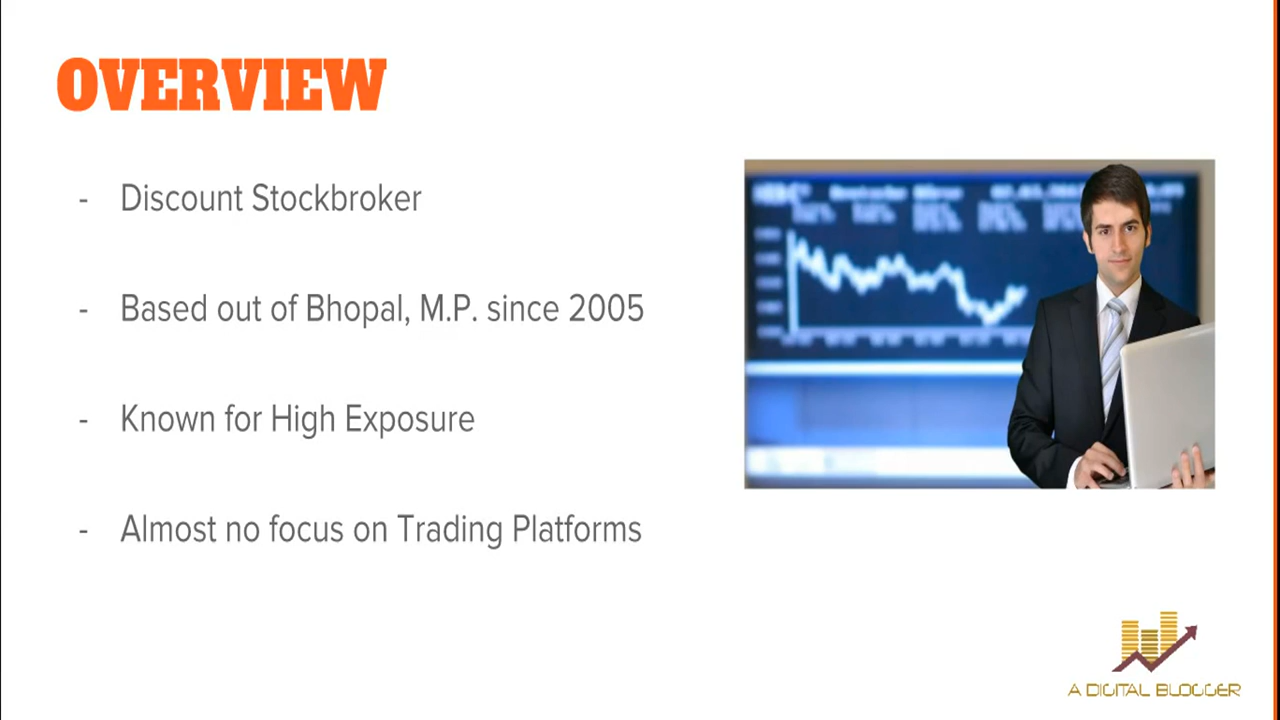 OVERVIEW
- Discount Stockbroker
- Based out of Bhopal, M.P. since 2005
- Known for High Exposure
- Almost no focus on Trading Platforms
A DIGITAL BLOGGER